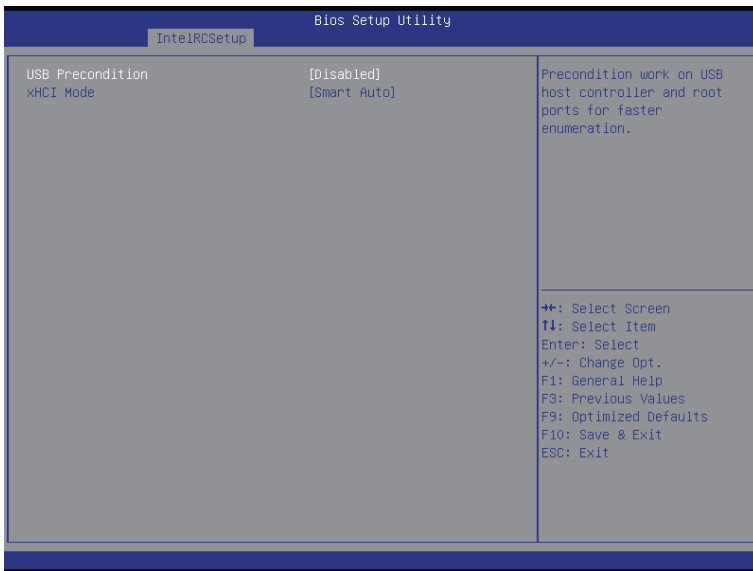 Bios Setup Utility
IntelRCSetup
USB Precondition [Disabled]
xHCI Mode [Smart Auto]
Precondition work on USB
host controller and root
ports for faster
enumeration.
→←: Select Screen
↑↓: Select Item
Enter: Select
+/-: Change Opt.
F1: General Help
F3: Previous Values
F9: Optimized Defaults
F10: Save & Exit
ESC: Exit